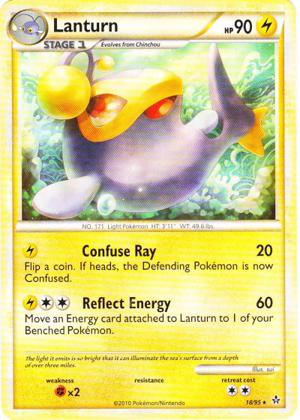 Lanturn HP 90
STAGE 1 Evolves from Chinchou
NO. 171 Light Pokémon HT: 3'11" WT: 49.6 lbs.
Confuse Ray 20
Flip a coin. If heads, the Defending Pokémon is now
Confused.
Reflect Energy 60
Move an Energy card attached to Lanturn to 1 of your
Benched Pokémon.
The light it emits is so bright that it can illuminate the sea's surface from a depth
of over three miles.
Illus. sui
weakness resistance retreat cost
×2
©2010 Pokémon/Nintendo 18/95 ★